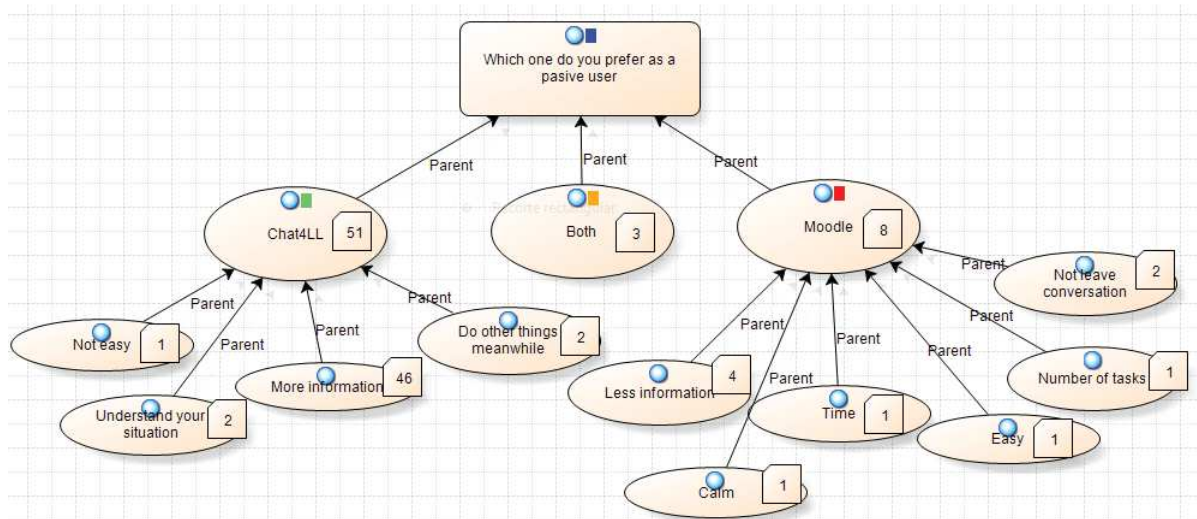 Which one do you prefer as a
pasive user
Parent
Parent
Parent
Recorte rectangular
Chat4LL
51
Both
3
Moodle
8
Parent
Parent
Parent
Parent
Not easy
1
Understand your
situation
2
More information
46
Do other things
meanwhile
2
Parent
Parent
Parent
Parent
Parent
Parent
Less information
4
Calm
1
Time
1
Easy
1
Number of tasks
1
Not leave
conversation
2